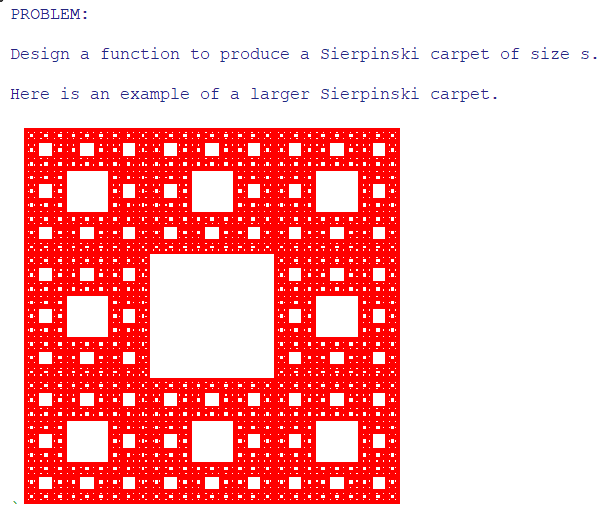 PROBLEM:
Design a function to produce a Sierpinski carpet of size s.
Here is an example of a larger Sierpinski carpet.
`